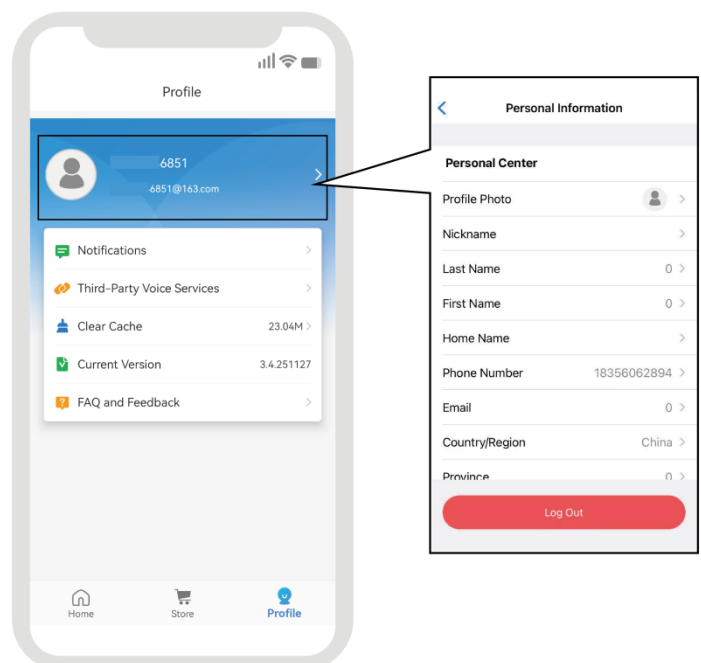 Profile
6851
6851@163.com
Notifications
Third-Party Voice Services
Clear Cache 23.04M
Current Version 3.4.251127
FAQ and Feedback
Home Store Profile
Personal Information
Personal Center
Profile Photo
Nickname
Last Name 0
First Name 0
Home Name
Phone Number 18356062894
Email 0
Country/Region China
Province 0
Log Out